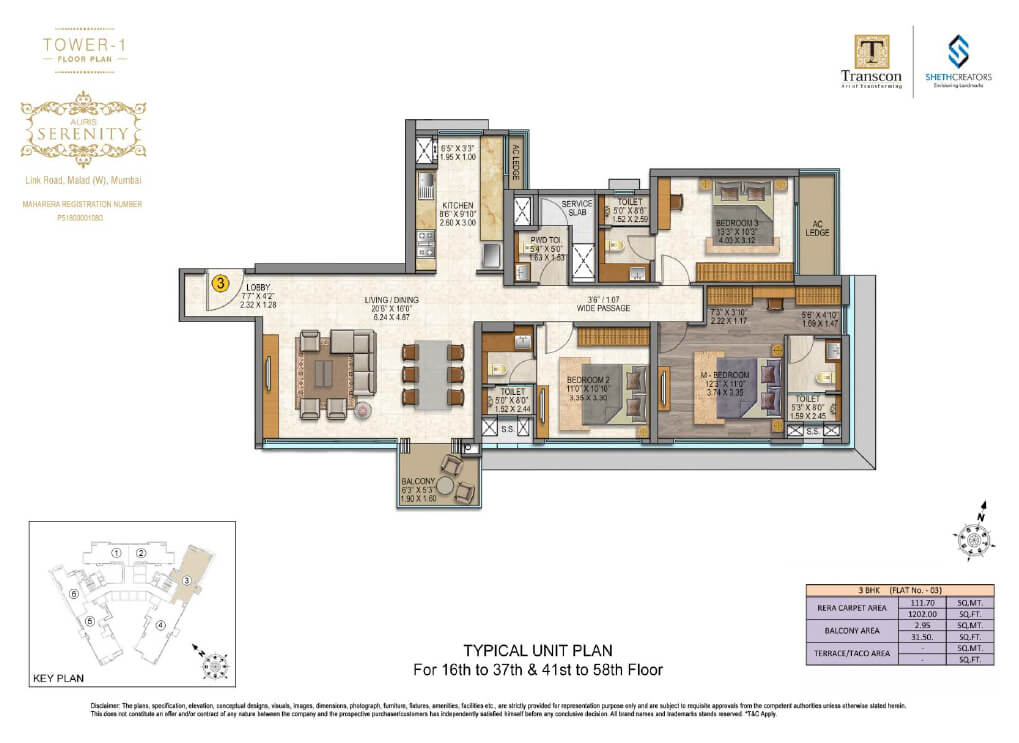 TOWER-1
FLOOR PLAN
AURIS
SERENITY
Link Road, Malad (W), Mumbai
MAHARERA REGISTRATION NUMBER
P51800001080
T
Transcon
Art of Transforming
SHETHCREATORS
Envisioning Landmarks
6'5" X 3'3"
1.95 X 1.00
AC LEDGE
KITCHEN
8'6" X 9'10"
2.60 X 3.00
SERVICE
SLAB
TOILET
5'0" X 8'6"
1.52 X 2.59
BEDROOM 3
13'3" X 10'3"
4.03 X 3.12
AC
LEDGE
PWD TOI.
5'4" X 5'0"
1.63 X 1.53
3
LOBBY
7'7" X 4'2"
2.32 X 1.28
LIVING / DINING
20'6" X 16'0"
6.24 X 4.87
3'6" / 1.07
WIDE PASSAGE
7'3" X 3'10"
2.22 X 1.17
5'6" X 4'10"
1.69 X 1.47
BEDROOM 2
11'0" X 10'10"
3.35 X 3.30
M - BEDROOM
12'3" X 11'0"
3.74 X 3.35
TOILET
5'0" X 8'0"
1.52 X 2.44
TOILET
5'3" X 8'0"
1.59 X 2.45
S.S.
S.S.
BALCONY
6'3" X 5'3"
1.90 X 1.60
1
2
3
4
5
6
N
KEY PLAN
N
TYPICAL UNIT PLAN
For 16th to 37th & 41st to 58th Floor
3 BHK (FLAT No. - 03)
RERA CARPET AREA 111.70 SQ.MT.
1202.00 SQ.FT.
BALCONY AREA 2.95 SQ.MT.
31.50. SQ.FT.
TERRACE/TACO AREA - SQ.MT.
- SQ.FT.
Disclaimer: The plans, specification, elevation, conceptual designs, visuals, images, dimensions, photograph, furniture, fixtures, amenities, facilities etc., are strictly provided for representation purpose only and are subject to requisite approvals from the competent authorities unless otherwise stated herein.
This does not constitute an offer and/or contract of any nature between the company and the prospective purchaser/customers has independently satisfied himself before any conclusive decision. All brand names and trademarks stands reserved. *T&C Apply.